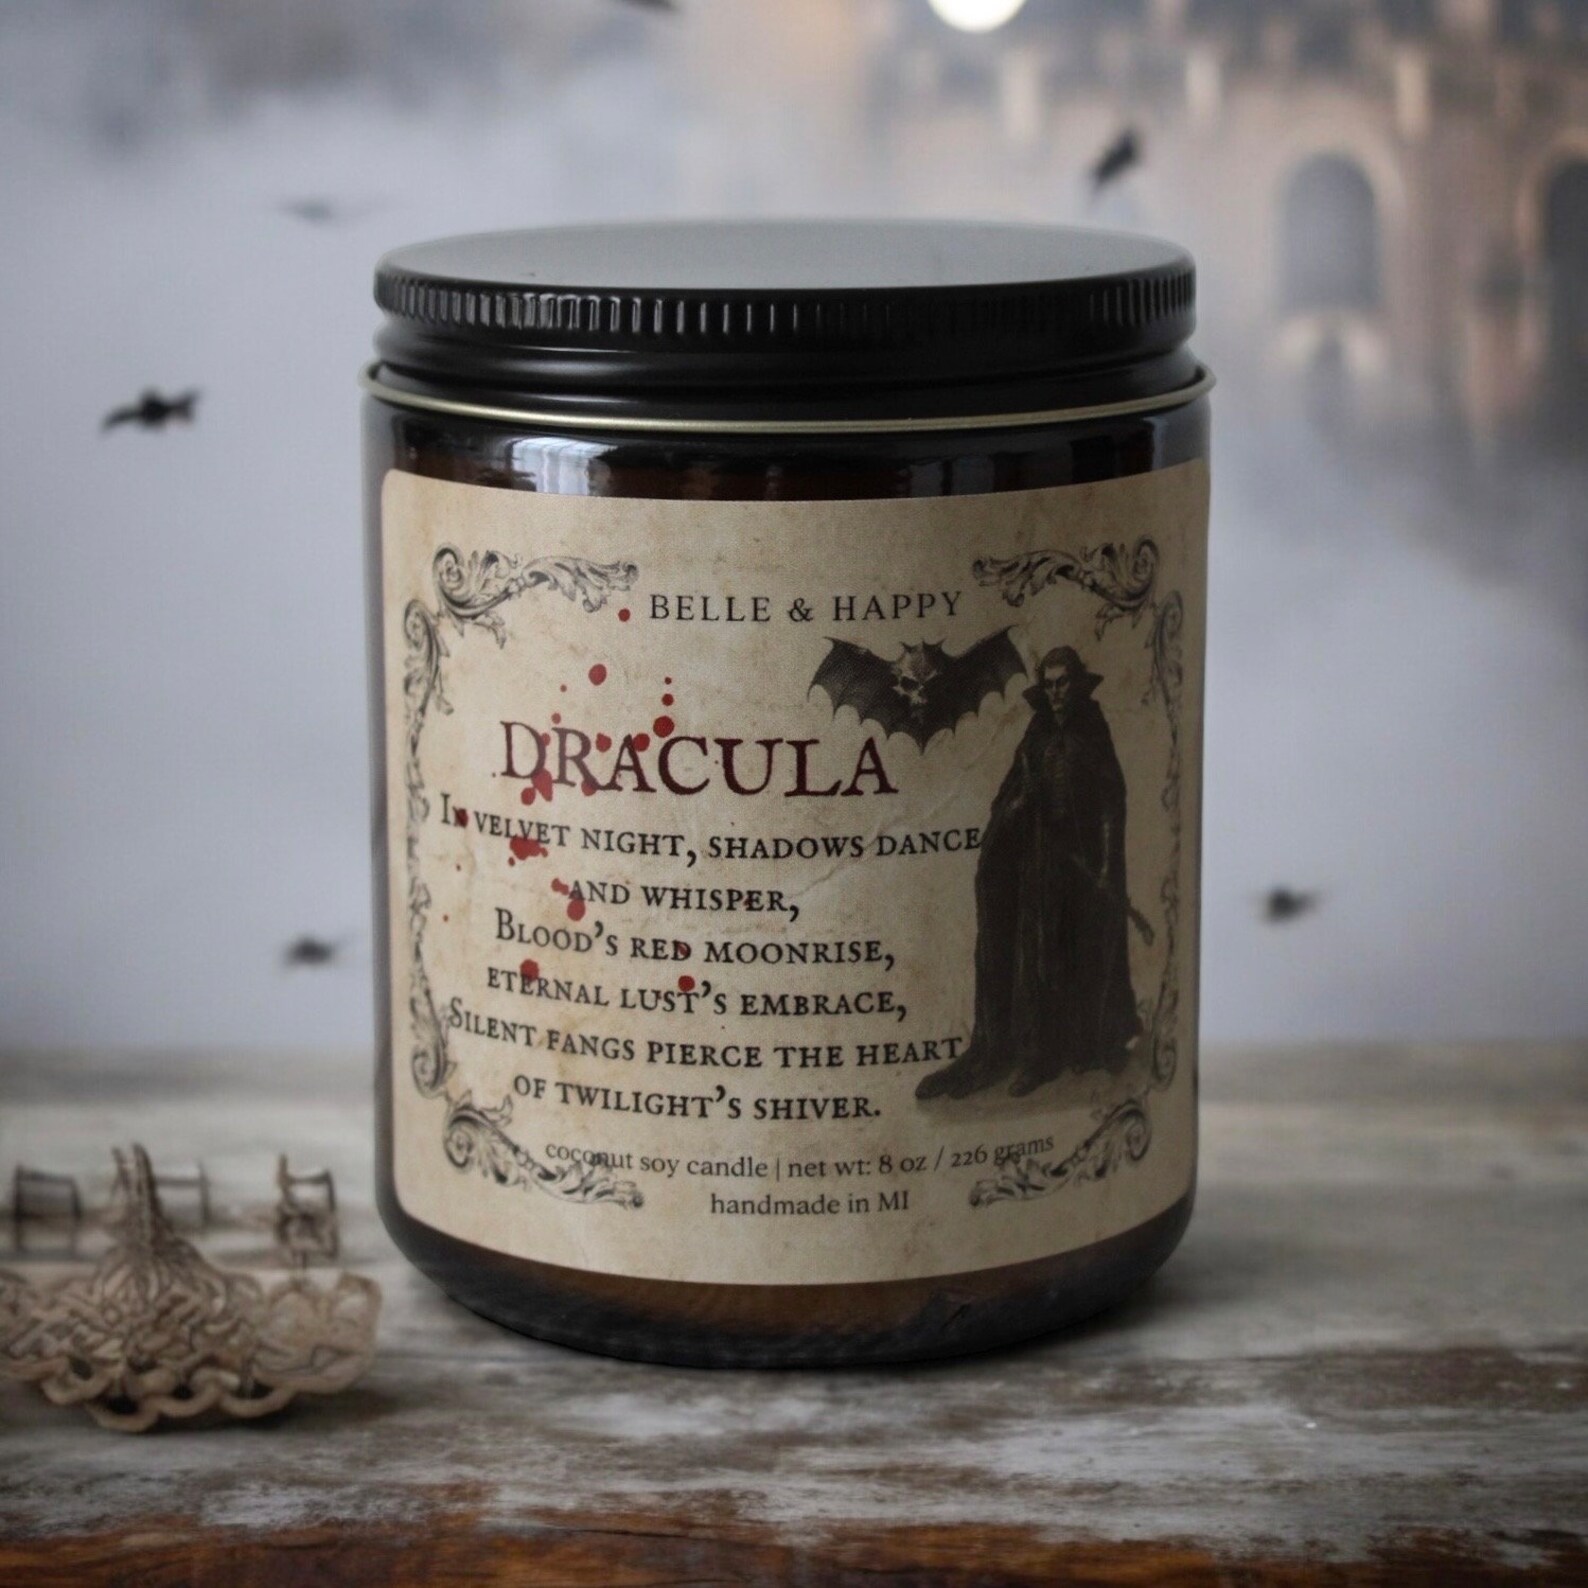 BELLE & HAPPY
DRACULA
In velvet night, shadows dance
and whisper,
Blood's red moonrise,
eternal lust's embrace,
Silent fangs pierce the heart
of twilight's shiver.
coconut soy candle | net wt: 8 oz / 226 grams
handmade in MI